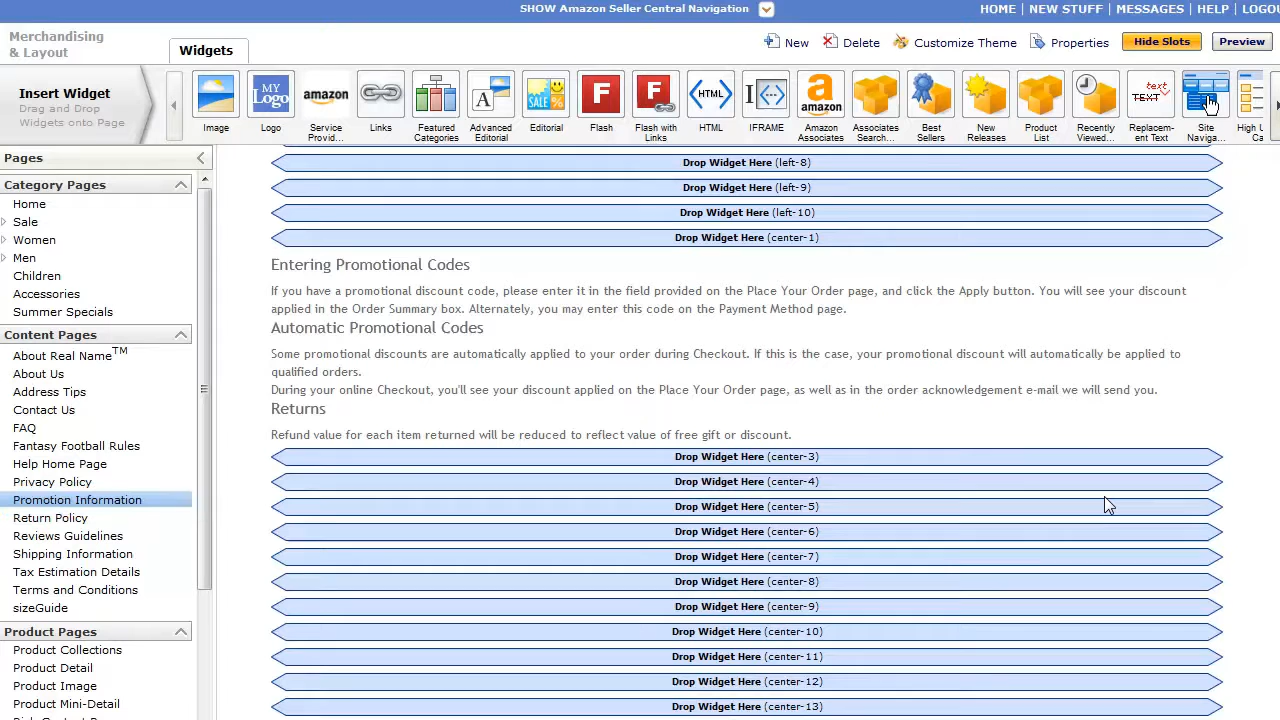 SHOW Amazon Seller Central Navigation
HOME | NEW STUFF | MESSAGES | HELP | LOGOU
Merchandising
& Layout
Widgets
New
Delete
Customize Theme
Properties
Hide Slots
Preview
Insert Widget
Drag and Drop
Widgets onto Page
Image
MY
Logo
Logo
amazon
Service
Provid...
Links
Featured
Categories
A
Advanced
Editorial
SALE
Editorial
F
Flash
F
Flash with
Links
HTML
HTML
IFRAME
amazon
Amazon
Associates
Associates
Search...
Best
Sellers
New
Releases
Product
List
Recently
Viewed...
text
TEXT
Replacem-
ent Text
Site
Naviga...
High U
Ca
Pages
Category Pages
Home
Sale
Women
Men
Children
Accessories
Summer Specials
Content Pages
About Real Name™
About Us
Address Tips
Contact Us
FAQ
Fantasy Football Rules
Help Home Page
Privacy Policy
Promotion Information
Return Policy
Reviews Guidelines
Shipping Information
Tax Estimation Details
Terms and Conditions
sizeGuide
Product Pages
Product Collections
Product Detail
Product Image
Product Mini-Detail
Drop Widget Here (left-8)
Drop Widget Here (left-9)
Drop Widget Here (left-10)
Drop Widget Here (center-1)
Entering Promotional Codes
If you have a promotional discount code, please enter it in the field provided on the Place Your Order page, and click the Apply button. You will see your discount
applied in the Order Summary box. Alternately, you may enter this code on the Payment Method page.
Automatic Promotional Codes
Some promotional discounts are automatically applied to your order during Checkout. If this is the case, your promotional discount will automatically be applied to
qualified orders.
During your online Checkout, you'll see your discount applied on the Place Your Order page, as well as in the order acknowledgement e-mail we will send you.
Returns
Refund value for each item returned will be reduced to reflect value of free gift or discount.
Drop Widget Here (center-3)
Drop Widget Here (center-4)
Drop Widget Here (center-5)
Drop Widget Here (center-6)
Drop Widget Here (center-7)
Drop Widget Here (center-8)
Drop Widget Here (center-9)
Drop Widget Here (center-10)
Drop Widget Here (center-11)
Drop Widget Here (center-12)
Drop Widget Here (center-13)